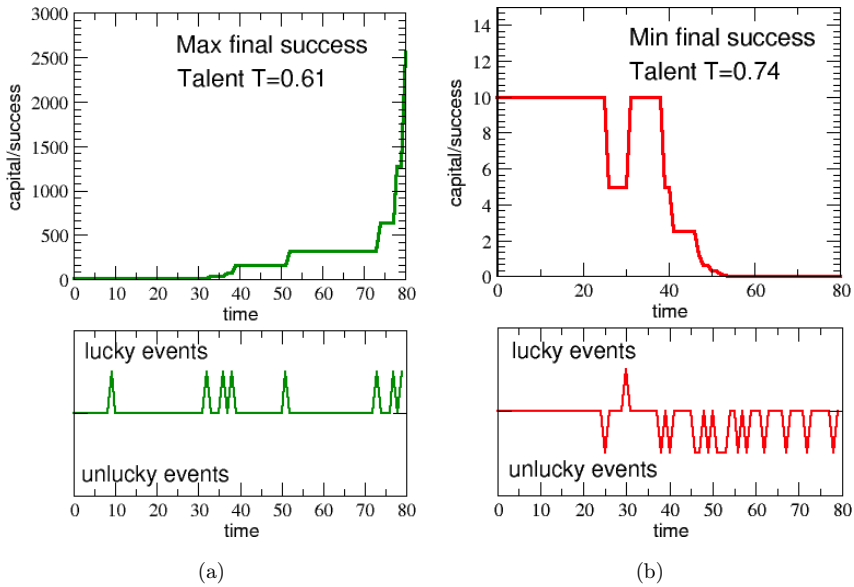 Max final success
Talent T=0.61
capital/success
3000
2500
2000
1500
1000
500
0
0 10 20 30 40 50 60 70 80
time
lucky events
unlucky events
0 10 20 30 40 50 60 70 80
time
(a)
Min final success
Talent T=0.74
capital/success
14
12
10
8
6
4
2
0
0 20 40 60 80
time
lucky events
unlucky events
0 10 20 30 40 50 60 70 80
time
(b)